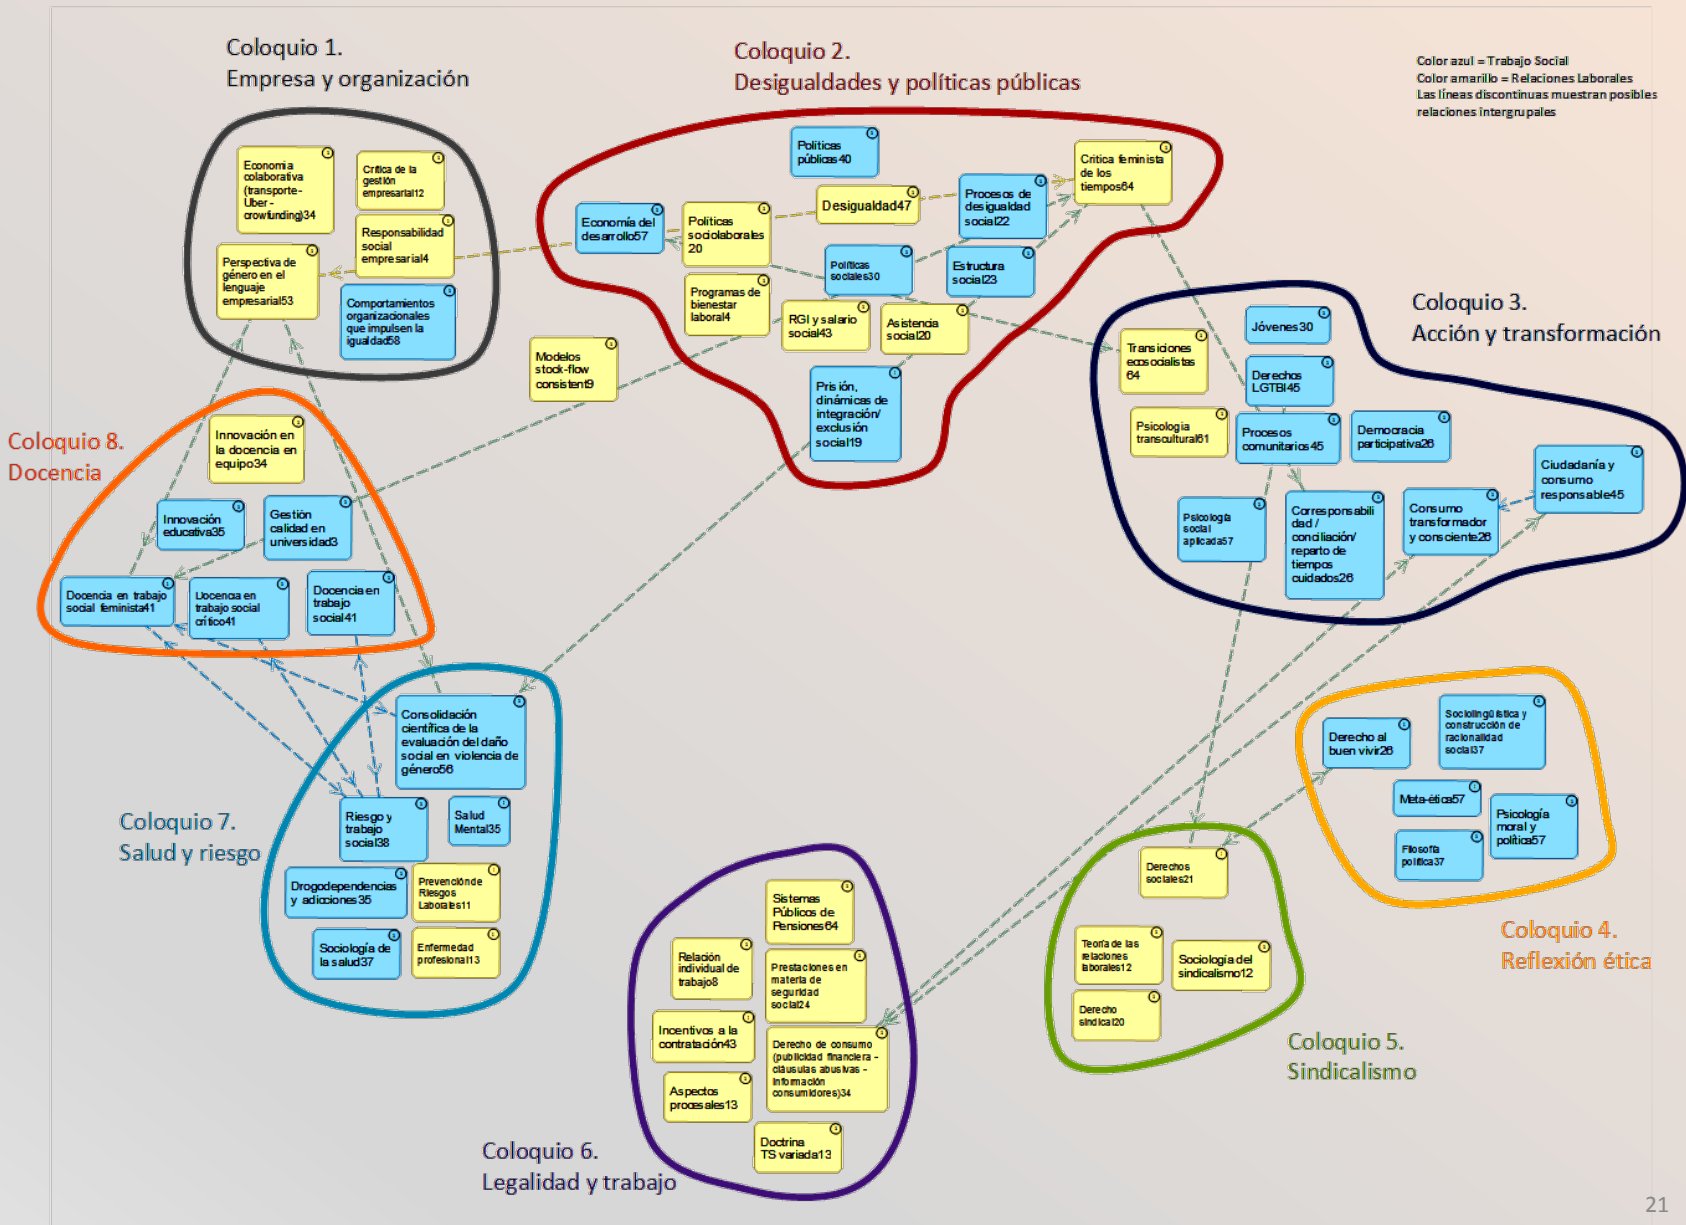 Coloquio 1.
Empresa y organización
Coloquio 2.
Desigualdades y políticas públicas
Color azul = Trabajo Social
Color amarillo = Relaciones Laborales
Las líneas discontinuas muestran posibles
relaciones intergrupales
Economía
colaborativa
(transporte-
Uber -
crowfunding)34
Crítica de la
gestión
empresarial12
Responsabilidad
social
empresarial4
Perspectiva de
género en el
lenguaje
empresarial53
Comportamientos
organizacionales
que impulsen la
igualdad58
Políticas
públicas40
Critica feminista
de los
tiempos64
Desigualdad47
Procesos de
desigualdad
social22
Economía del
desarrollo57
Políticas
sociolaborales
20
Políticas
sociales30
Estructura
social23
Programas de
bienestar
laboral4
RGI y salario
social43
Asistencia
social20
Modelos
stock-flow
consistent9
Prisión,
dinámicas de
integración/
exclusión
social19
Coloquio 3.
Acción y transformación
Jóvenes30
Transiciones
ecosocialistas
64
Derechos
LGTBI45
Psicología
transcultural61
Procesos
comunitarios45
Democracia
participativa26
Ciudadanía y
consumo
responsable45
Psicología
social
aplicada57
Corresponsabili
dad /
conciliación/
reparto de
tiempos
cuidados26
Consumo
transformador
y consciente26
Coloquio 8.
Docencia
Innovación en
la docencia en
equipo34
Innovación
educativa35
Gestión
calidad en
universidad3
Docencia en trabajo
social feminista41
Docencia en
trabajo social
crítico41
Docencia en
trabajo
social41
Coloquio 7.
Salud y riesgo
Consolidación
científica de la
evaluación del daño
social en violencia de
género56
Riesgo y
trabajo
social38
Salud
Mental35
Drogodependencias
y adicciones35
Prevención de
Riesgos
Laborales11
Sociología de
la salud37
Enfermedad
profesional13
Derecho al
buen vivir26
Sociolingüística y
construcción de
racionalidad
social37
Meta-ética57
Psicología
moral y
política57
Filosofía
política37
Coloquio 4.
Reflexión ética
Derechos
sociales21
Teoría de las
relaciones
laborales12
Sociología del
sindicalismo12
Derecho
sindical20
Coloquio 5.
Sindicalismo
Sistemas
Públicos de
Pensiones64
Relación
individual de
trabajo8
Prestaciones en
materia de
seguridad
social24
Incentivos a la
contratación43
Derecho de consumo
(publicidad financiera -
cláusulas abusivas -
información
consumidores)34
Aspectos
procesales13
Doctrina
TS variada13
Coloquio 6.
Legalidad y trabajo
21